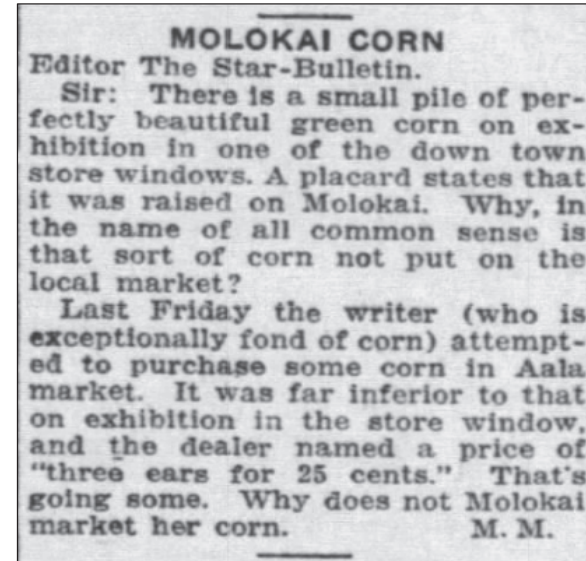 MOLOKAI CORN
Editor The Star-Bulletin.
Sir: There is a small pile of per-
fectly beautiful green corn on ex-
hibition in one of the down town
store windows. A placard states that
it was raised on Molokai. Why, in
the name of all common sense is
that sort of corn not put on the
local market?
Last Friday the writer (who is
exceptionally fond of corn) attempt-
ed to purchase some corn in Aala
market. It was far inferior to that
on exhibition in the store window,
and the dealer named a price of
"three ears for 25 cents." That's
going some. Why does not Molokai
market her corn. M. M.